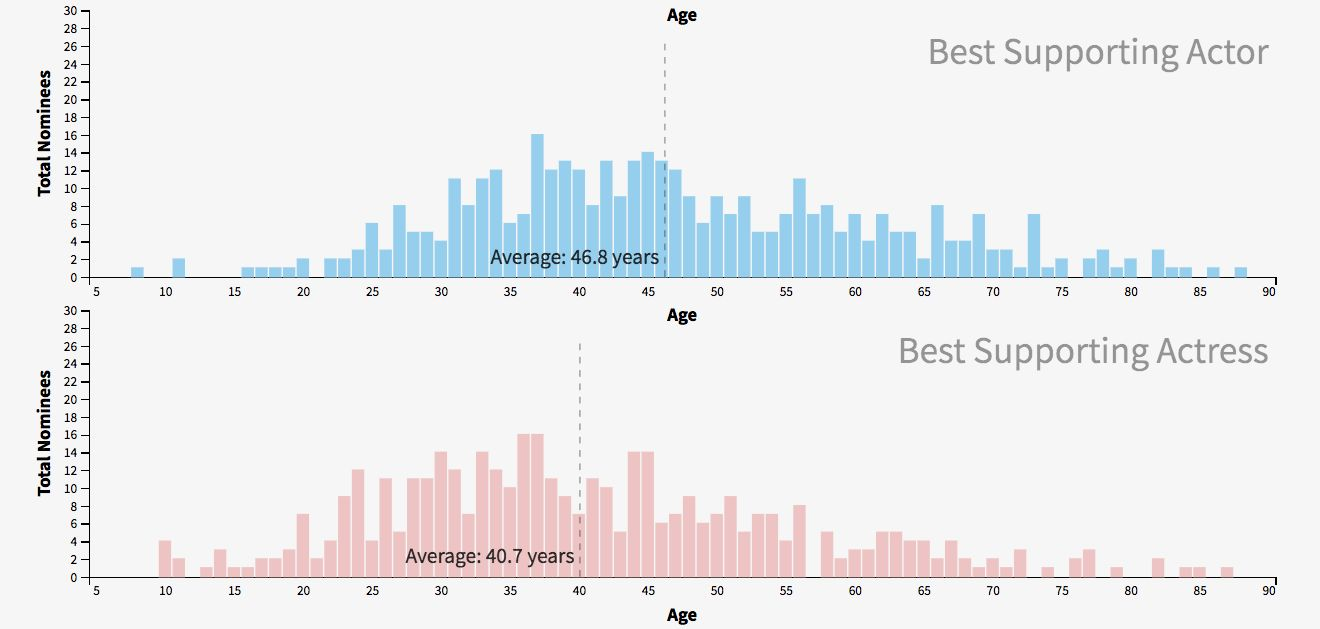 Age
Best Supporting Actor
Total Nominees
30
28
26
24
22
20
18
16
14
12
10
8
6
4
2
0
Average: 46.8 years
5 10 15 20 25 30 35 40 45 50 55 60 65 70 75 80 85 90
Age
Best Supporting Actress
Total Nominees
30
28
26
24
22
20
18
16
14
12
10
8
6
4
2
0
Average: 40.7 years
5 10 15 20 25 30 35 40 45 50 55 60 65 70 75 80 85 90
Age